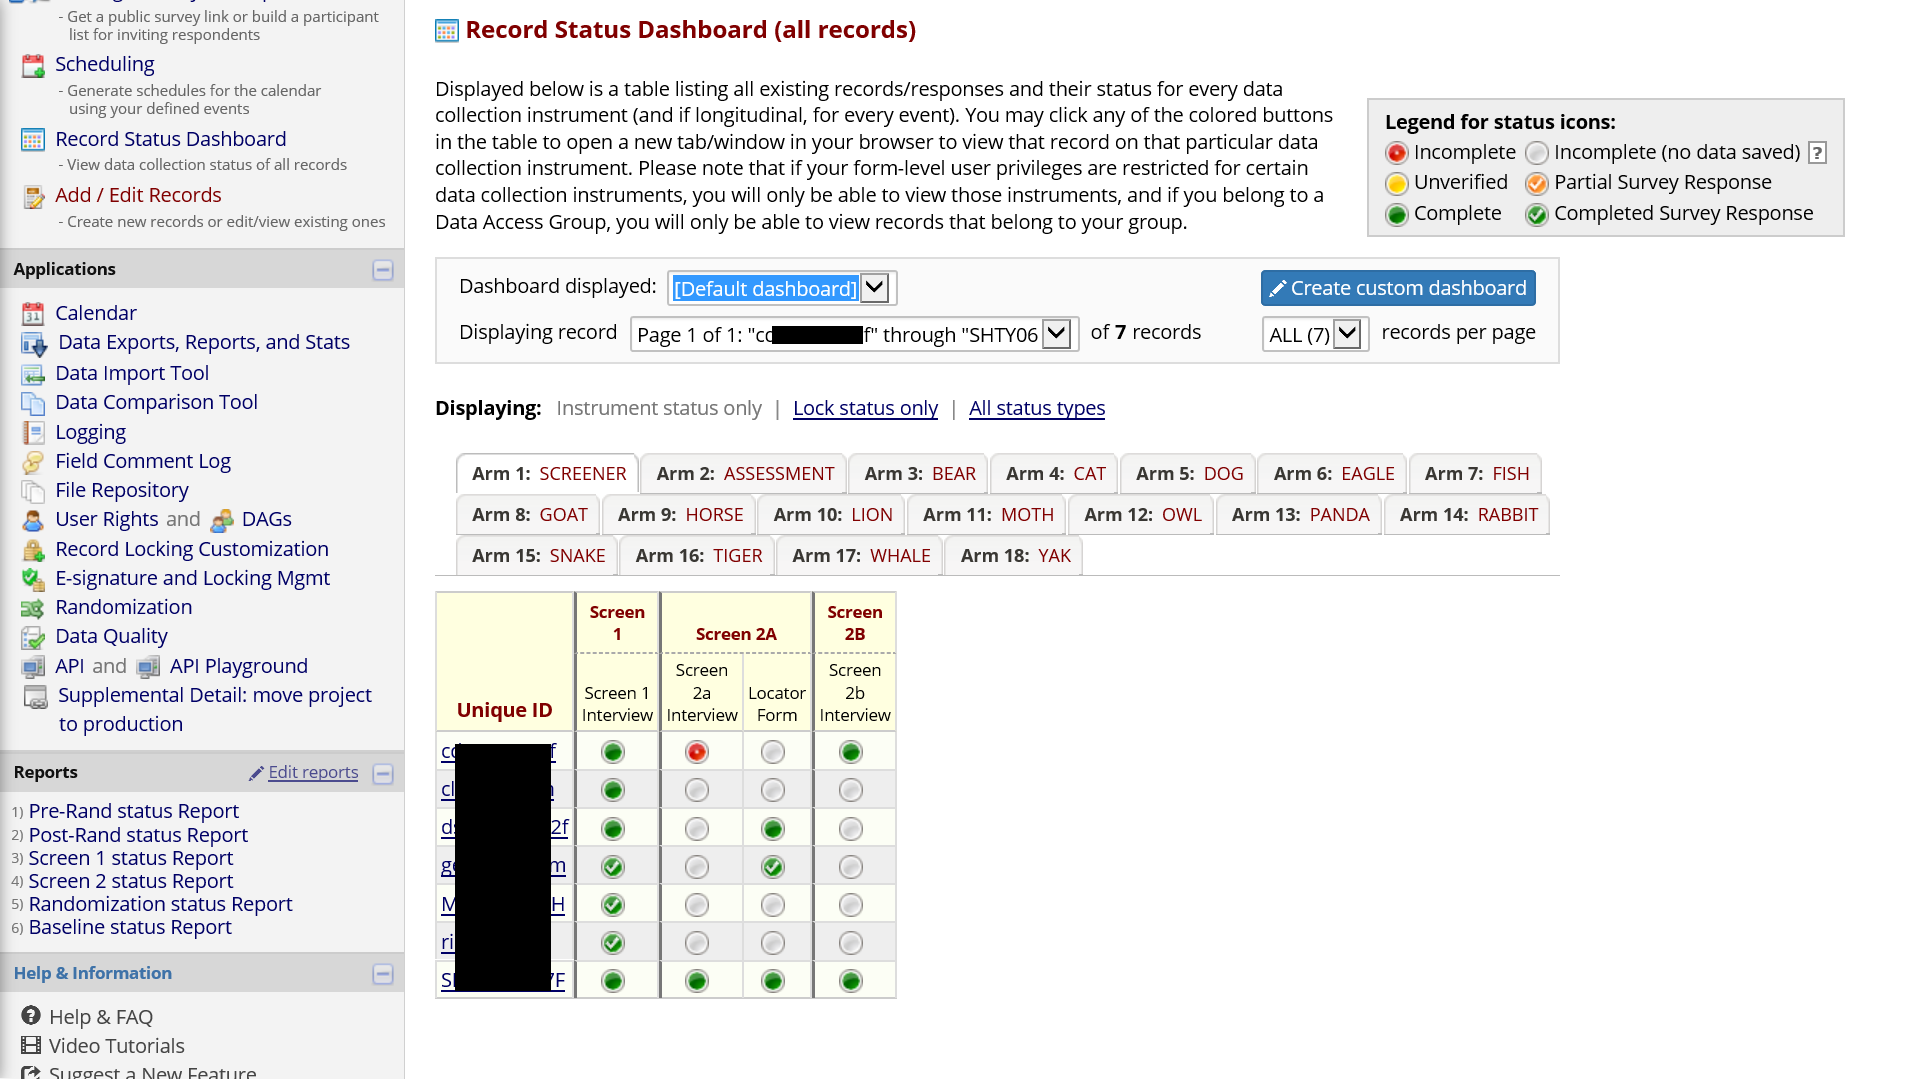 - Get a public survey link or build a participant
list for inviting respondents
Scheduling
- Generate schedules for the calendar
using your defined events
Record Status Dashboard
- View data collection status of all records
Add / Edit Records
- Create new records or edit/view existing ones
Applications
31 Calendar
Data Exports, Reports, and Stats
Data Import Tool
Data Comparison Tool
Logging
Field Comment Log
File Repository
User Rights and DAGs
Record Locking Customization
E-signature and Locking Mgmt
Randomization
Data Quality
API and API Playground
Supplemental Detail: move project
to production
Reports Edit reports
1) Pre-Rand status Report
2) Post-Rand status Report
3) Screen 1 status Report
4) Screen 2 status Report
5) Randomization status Report
6) Baseline status Report
Help & Information
Help & FAQ
Video Tutorials
Suggest a New Feature
Record Status Dashboard (all records)
Displayed below is a table listing all existing records/responses and their status for every data
collection instrument (and if longitudinal, for every event). You may click any of the colored buttons
in the table to open a new tab/window in your browser to view that record on that particular data
collection instrument. Please note that if your form-level user privileges are restricted for certain
data collection instruments, you will only be able to view those instruments, and if you belong to a
Data Access Group, you will only be able to view records that belong to your group.
Legend for status icons:
Incomplete Incomplete (no data saved) ?
Unverified Partial Survey Response
Complete Completed Survey Response
Dashboard displayed: [Default dashboard] Create custom dashboard
Displaying record Page 1 of 1: "cc f" through "SHTY06 of 7 records ALL (7) records per page
Displaying: Instrument status only | Lock status only | All status types
Arm 1: SCREENER Arm 2: ASSESSMENT Arm 3: BEAR Arm 4: CAT Arm 5: DOG Arm 6: EAGLE Arm 7: FISH
Arm 8: GOAT Arm 9: HORSE Arm 10: LION Arm 11: MOTH Arm 12: OWL Arm 13: PANDA Arm 14: RABBIT
Arm 15: SNAKE Arm 16: TIGER Arm 17: WHALE Arm 18: YAK
Unique ID
Screen
1
Screen 2A
Screen
2B
Screen 1
Interview
Screen
2a
Interview
Locator
Form
Screen
2b
Interview
c f
cl
d 2f
g m
M H
ri
S 7F